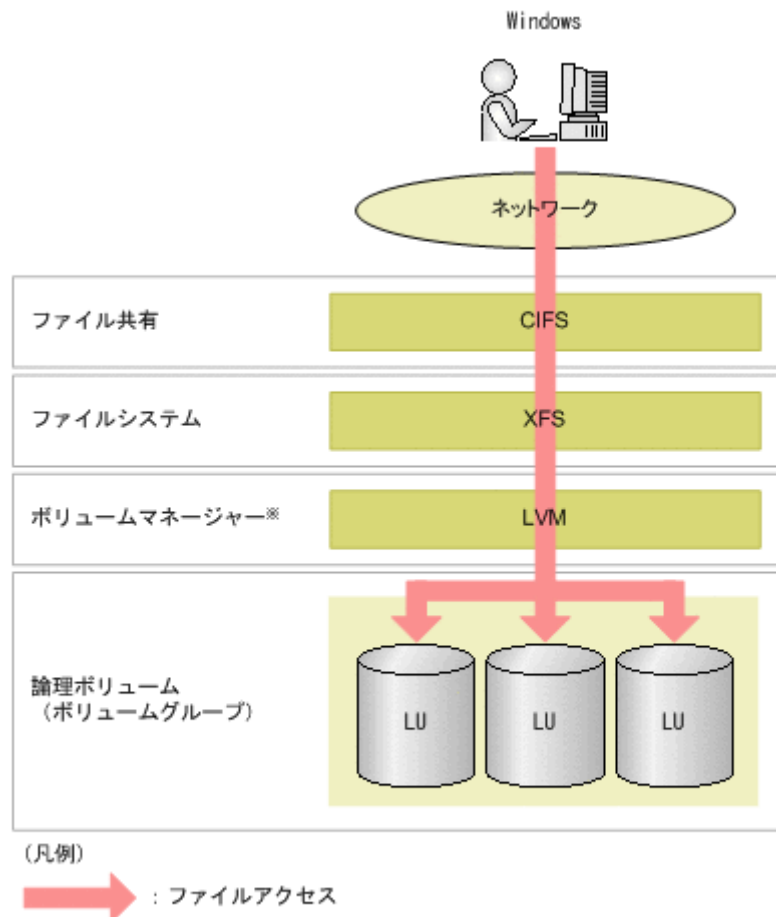 Windows
ネットワーク
ファイル共有
CIFS
ファイルシステム
XFS
ボリュームマネージャー※
LVM
論理ボリューム
（ボリュームグループ）
LU
LU
LU
（凡例）
：ファイルアクセス